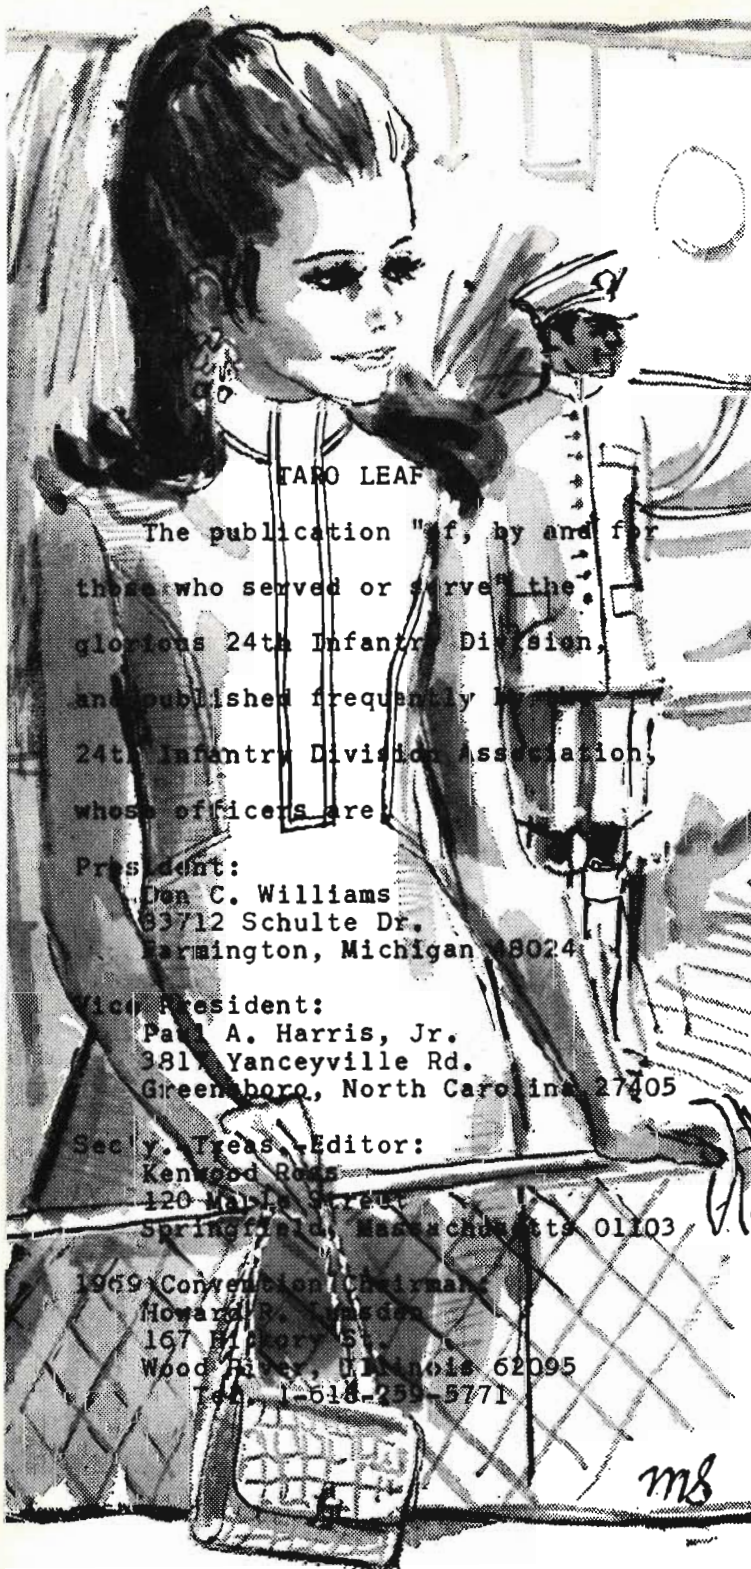 TARO LEAF
The publication "of, by and for
those who served or serve" the
glorious 24th Infantry Division,
and published frequently by the
24th Infantry Division Association,
whose officers are:
President:
Don C. Williams
33712 Schulte Dr.
Farmington, Michigan 48024
Vice President:
Paul A. Harris, Jr.
3817 Yanceyville Rd.
Greensboro, North Carolina 27405
Sec'y. Treas.-Editor:
Kenwood Ross
120 Maple Street
Springfield, Massachusetts 01103
1969 Convention Chairman:
Howard R. Lumsden
167 Hickory St.
Wood River, Illinois 62095
Tel. 1-618-259-5771
MS